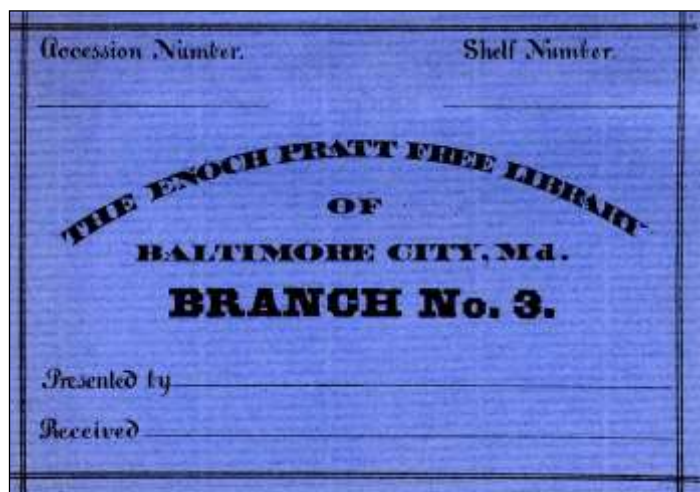 Accession Number. Shelf Number.
THE ENOCH PRATT FREE LIBRARY
OF
BALTIMORE CITY, Md.
BRANCH No. 3.
Presented by
Received